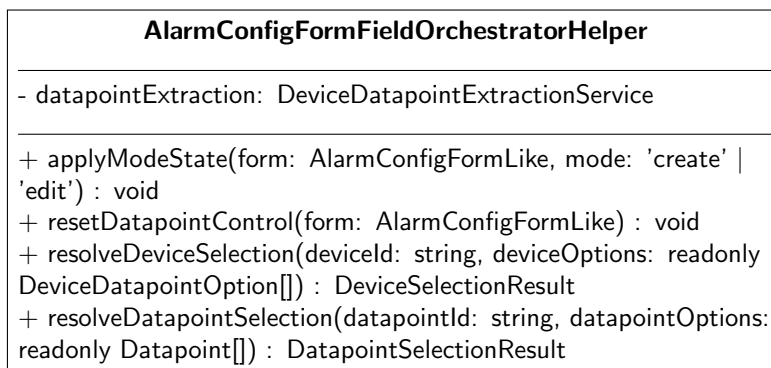 AlarmConfigFormFieldOrchestratorHelper
- datapointExtraction: DeviceDatapointExtractionService
+ applyModeState(form: AlarmConfigFormLike, mode: 'create' |
'edit') : void
+ resetDatapointControl(form: AlarmConfigFormLike) : void
+ resolveDeviceSelection(deviceId: string, deviceOptions: readonly
DeviceDatapointOption[]) : DeviceSelectionResult
+ resolveDatapointSelection(datapointId: string, datapointOptions:
readonly Datapoint[]) : DatapointSelectionResult